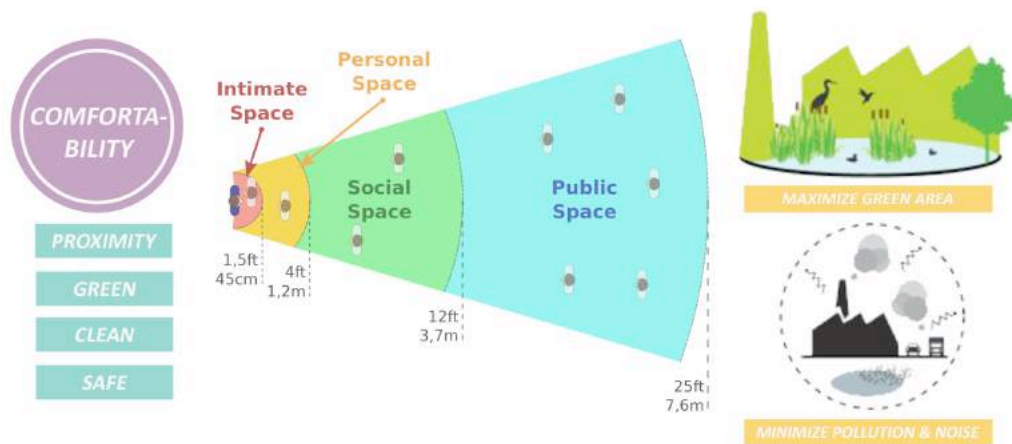 COMFORTA-
BILITY
PROXIMITY
GREEN
CLEAN
SAFE
Intimate
Space
Personal
Space
Social
Space
Public
Space
1,5ft
45cm
4ft
1,2m
12ft
3,7m
25ft
7,6m
MAXIMIZE GREEN AREA
MINIMIZE POLLUTION & NOISE